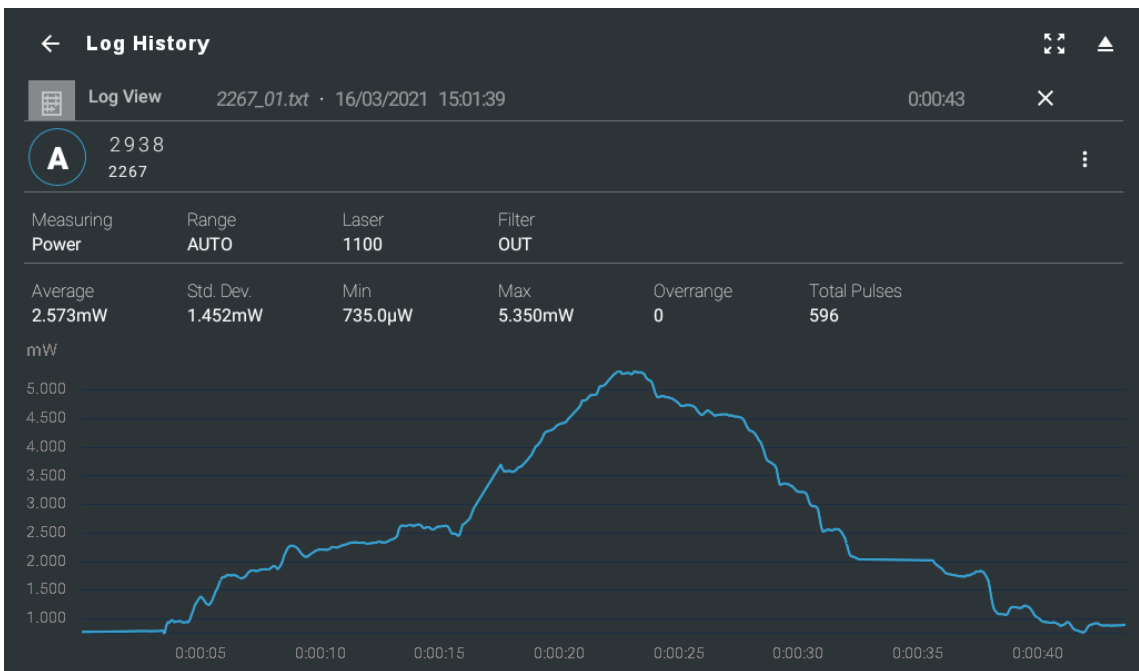 Log History
Log View 2267_01.txt · 16/03/2021 15:01:39 0:00:43
A
2938
2267
Measuring Range Laser Filter
Power AUTO 1100 OUT
Average Std. Dev. Min Max Overrange Total Pulses
2.573mW 1.452mW 735.0µW 5.350mW 0 596
mW
5.000
4.500
4.000
3.500
3.000
2.500
2.000
1.500
1.000
0:00:05 0:00:10 0:00:15 0:00:20 0:00:25 0:00:30 0:00:35 0:00:40